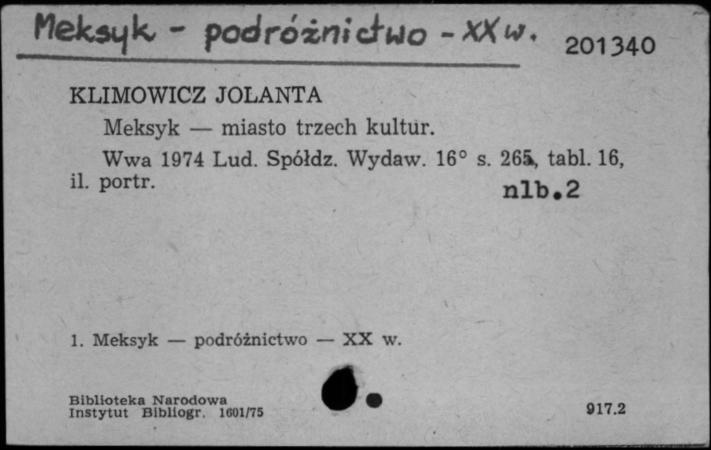 Meksyk - podróżnictwo - XX w.
201340
KLIMOWICZ JOLANTA
Meksyk — miasto trzech kultur.
Wwa 1974 Lud. Spółdz. Wydaw. 16° s. 265, tabl. 16,
il. portr.
nlb.2
1. Meksyk — podróżnictwo — XX w.
Biblioteka Narodowa
Instytut Bibliogr. 1601/75
917.2